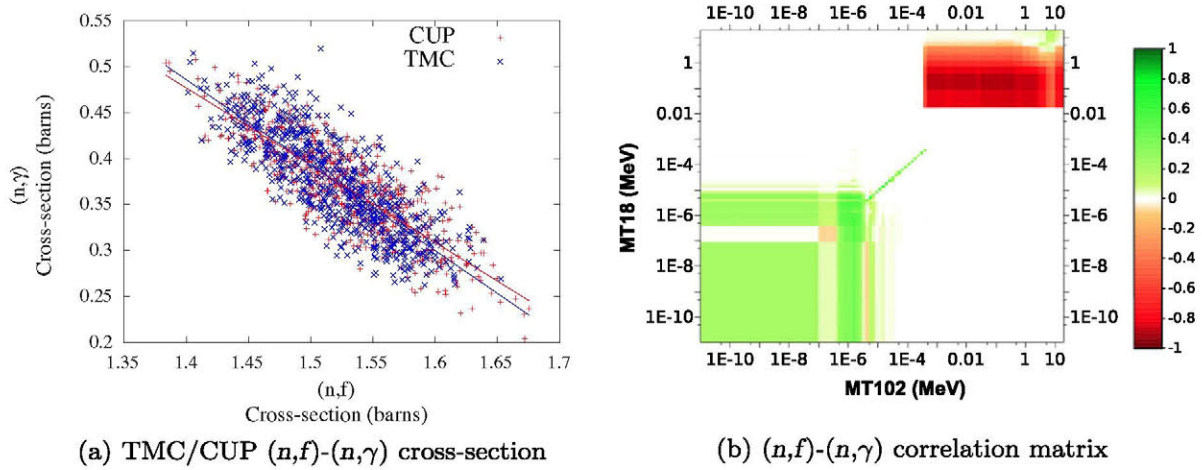 0.55
0.5
0.45
0.4
0.35
0.3
0.25
0.2
(n,γ)
Cross-section (barns)
CUP
TMC
1.35 1.4 1.45 1.5 1.55 1.6 1.65 1.7
(n,f)
Cross-section (barns)
(a) TMC/CUP (n,f)-(n,γ) cross-section
1E-10 1E-8 1E-6 1E-4 0.01 1 10
1
0.01
1E-4
1E-6
1E-8
1E-10
MT18 (MeV)
1
0.01
1E-4
1E-6
1E-8
1E-10
1E-10 1E-8 1E-6 1E-4 0.01 1 10
MT102 (MeV)
1
0.8
0.6
0.4
0.2
0
-0.2
-0.4
-0.6
-0.8
-1
(b) (n,f)-(n,γ) correlation matrix